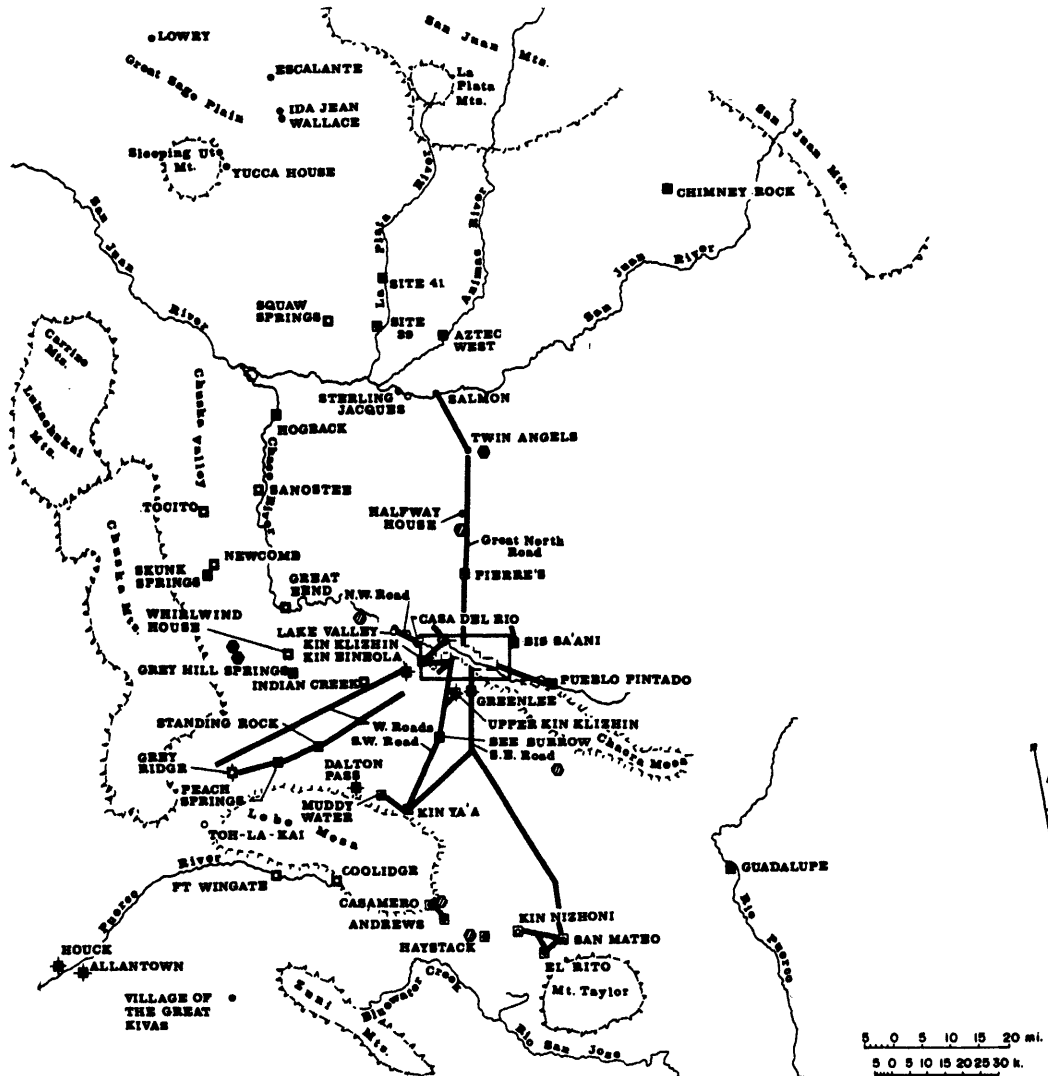 San Juan Mts.
LOWRY
Great Sage Plain
ESCALANTE
La
Plata
Mts.
IDA JEAN
WALLACE
San Juan Mts.
Sleeping Ute
Mt.
YUCCA HOUSE
CHIMNEY ROCK
San Juan River
La Plata River
Animas River
San Juan River
SITE 41
SQUAW
SPRINGS
SITE
39
AZTEC
WEST
Carrizo
Mts.
Lukachukai
Mts.
Chuska Valley
STERLING
JACQUES
SALMON
HOGBACK
Chaco River
TWIN ANGELS
SANOSTEE
TOCITO
HALFWAY
HOUSE
Great North
Road
Chuska Mts.
NEWCOMB
SKUNK
SPRINGS
GREAT
BEND
PIERRE'S
N.W. Road
WHIRLWIND
HOUSE
CASA DEL RIO
LAKE VALLEY
KIN KLIZHIN
KIN BINEOLA
BIS SA'ANI
GREY HILL SPRINGS
INDIAN CREEK
PUEBLO PINTADO
GREENLEE
STANDING ROCK
W. Roads
UPPER KIN KLIZHIN
S.W. Road
BEE BURROW
S.E. Road
Chacra Mesa
GREY
RIDGE
DALTON
PASS
PEACH
SPRINGS
MUDDY
WATER
KIN YA'A
Lobo Mesa
TOH-LA-KAI
Puerco River
COOLIDGE
FT WINGATE
GUADALUPE
CASAMERO
ANDREWS
KIN NIZHONI
Rio Puerco
SAN MATEO
HAYSTACK
HOUCK
ALLANTOWN
EL RITO
VILLAGE OF
THE GREAT
KIVAS
Zuni
Mts.
Bluewater Creek
Mt. Taylor
Rio San Jose
5 0 5 10 15 20 mi.
5 0 5 10 15 20 25 30 k.